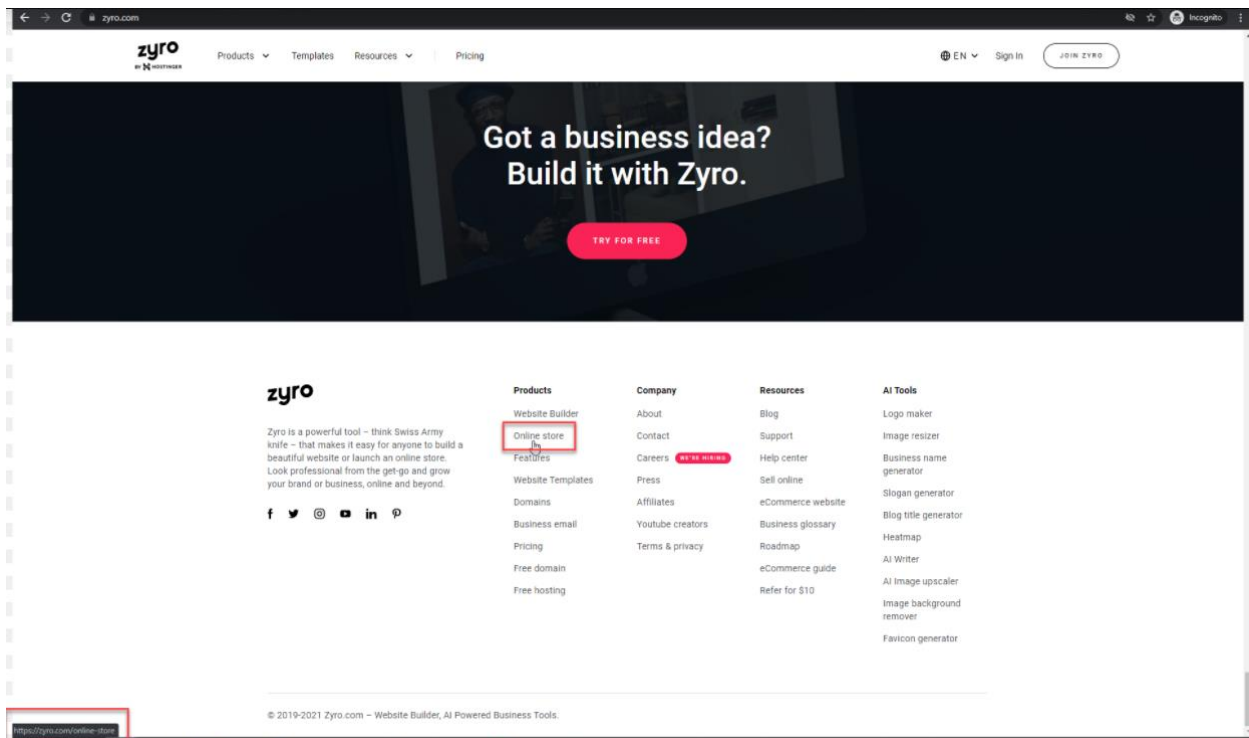 zyro.com
Incognito
zyro
BY HOSTINGER
Products
Templates
Resources
Pricing
EN
Sign In
JOIN ZYRO
Got a business idea?
Build it with Zyro.
TRY FOR FREE
zyro
Zyro is a powerful tool – think Swiss Army
knife – that makes it easy for anyone to build a
beautiful website or launch an online store.
Look professional from the get-go and grow
your brand or business, online and beyond.
Products
Website Builder
Online store
Features
Website Templates
Domains
Business email
Pricing
Free domain
Free hosting
Company
About
Contact
Careers WE'RE HIRING
Press
Affiliates
Youtube creators
Terms & privacy
Resources
Blog
Support
Help center
Sell online
eCommerce website
Business glossary
Roadmap
eCommerce guide
Refer for $10
AI Tools
Logo maker
Image resizer
Business name
generator
Slogan generator
Blog title generator
Heatmap
AI Writer
AI Image upscaler
Image background
remover
Favicon generator
© 2019-2021 Zyro.com – Website Builder, AI Powered Business Tools.
https://zyro.com/online-store